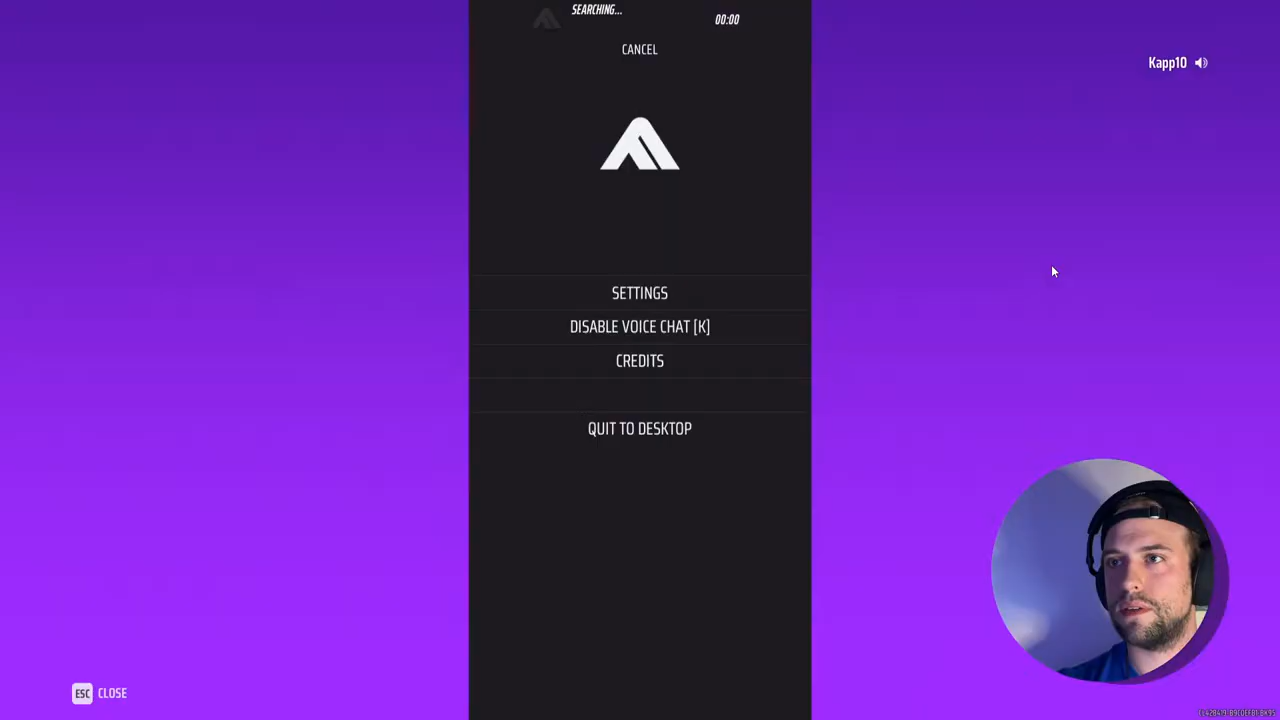 SEARCHING...
00:00
CANCEL
Kapp10
SETTINGS
DISABLE VOICE CHAT [K]
CREDITS
QUIT TO DESKTOP
ESC CLOSE